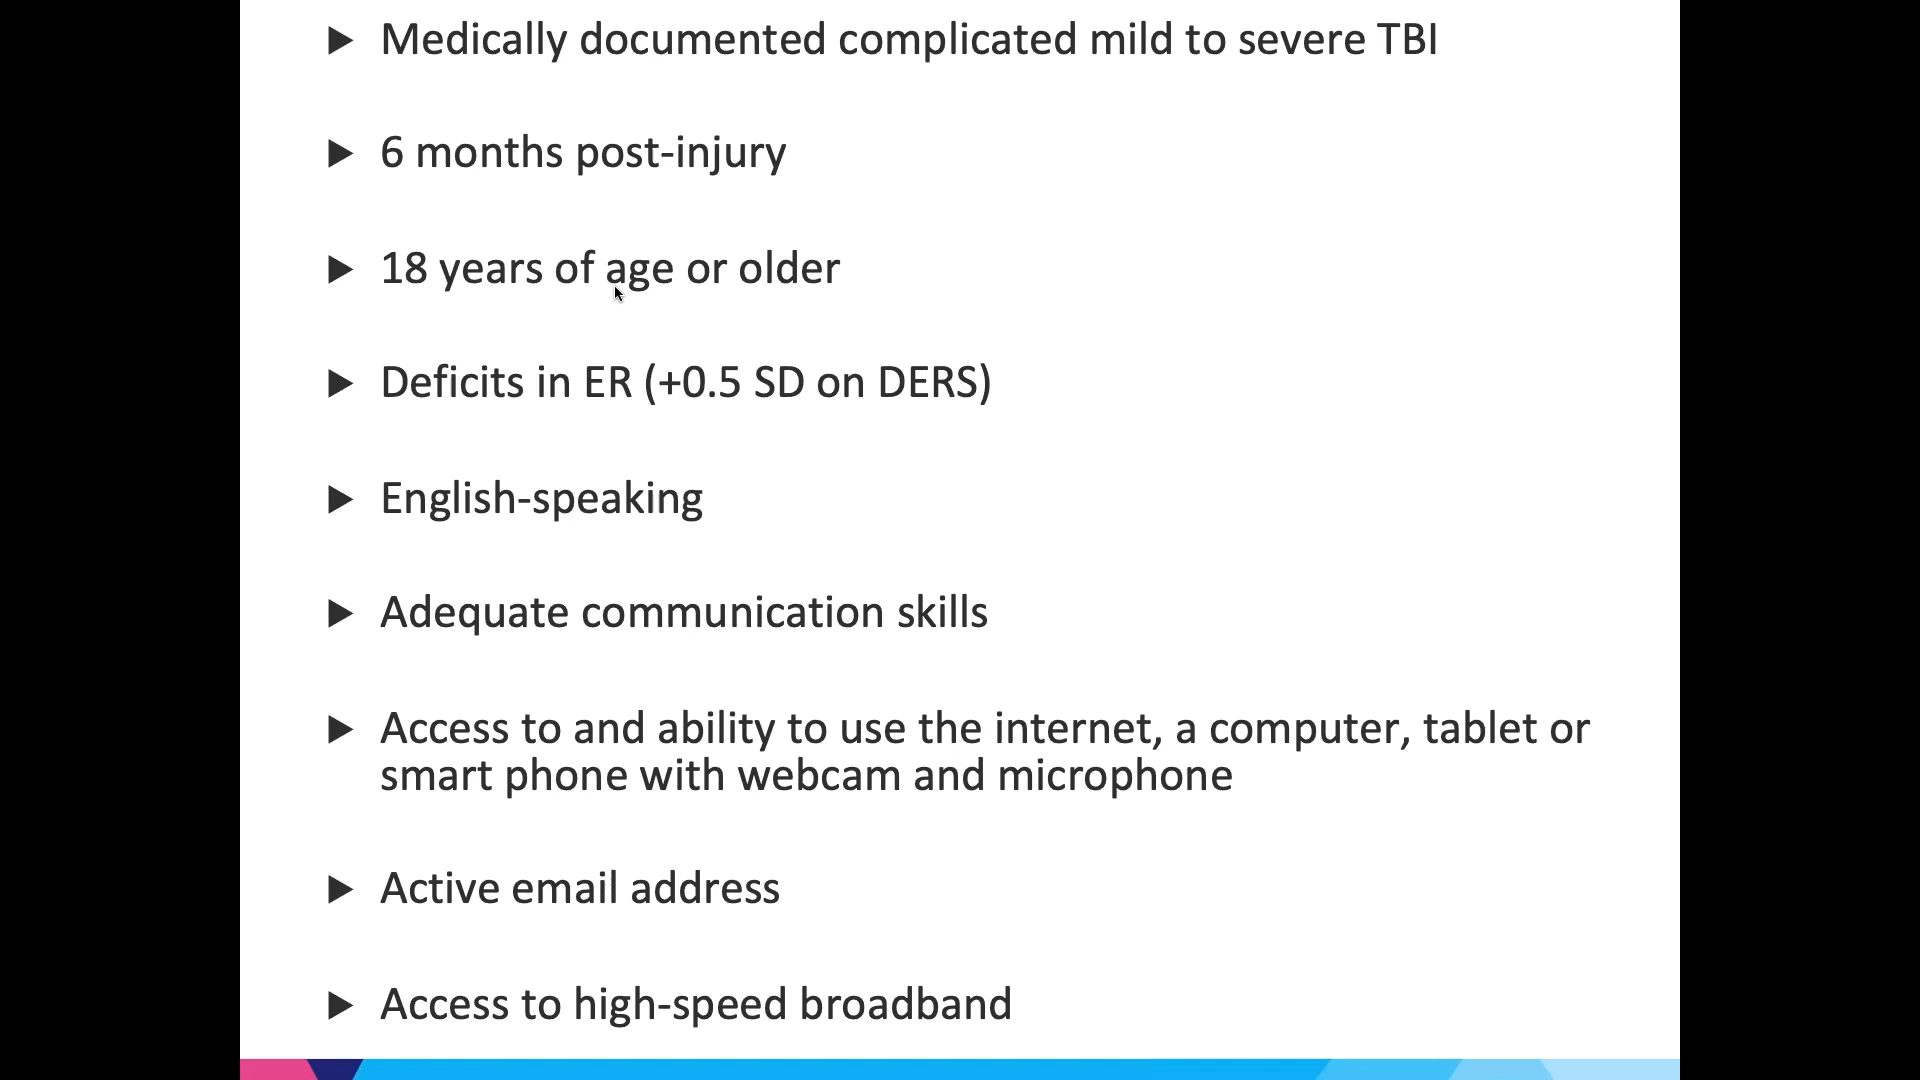 Medically documented complicated mild to severe TBI
6 months post-injury
18 years of age or older
Deficits in ER (+0.5 SD on DERS)
English-speaking
Adequate communication skills
Access to and ability to use the internet, a computer, tablet or
smart phone with webcam and microphone
Active email address
Access to high-speed broadband